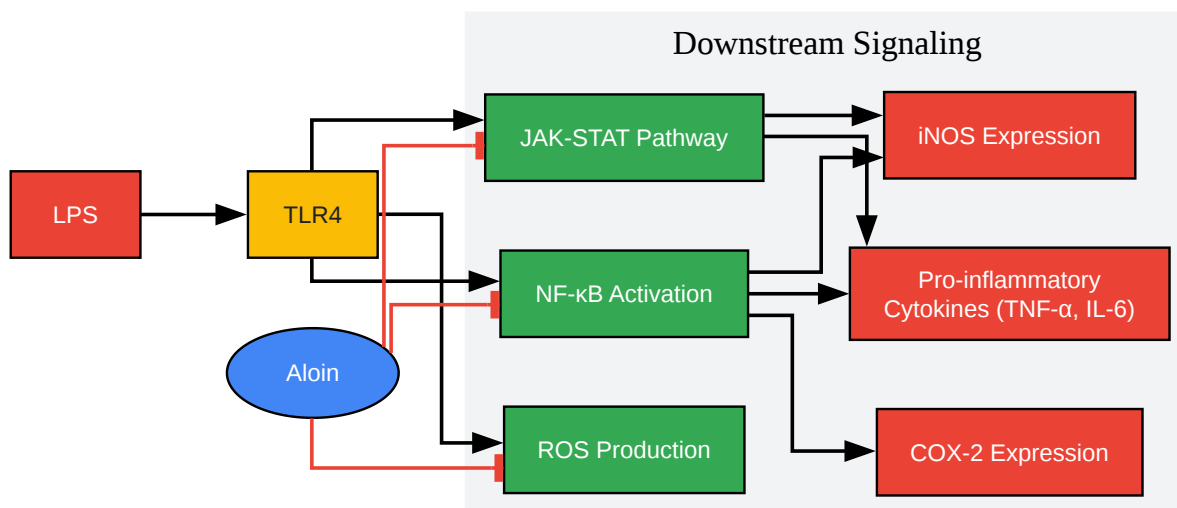 Downstream Signaling
JAK-STAT Pathway
iNOS Expression
LPS
TLR4
NF-κB Activation
Pro-inflammatory
Cytokines (TNF-α, IL-6)
Aloin
ROS Production
COX-2 Expression